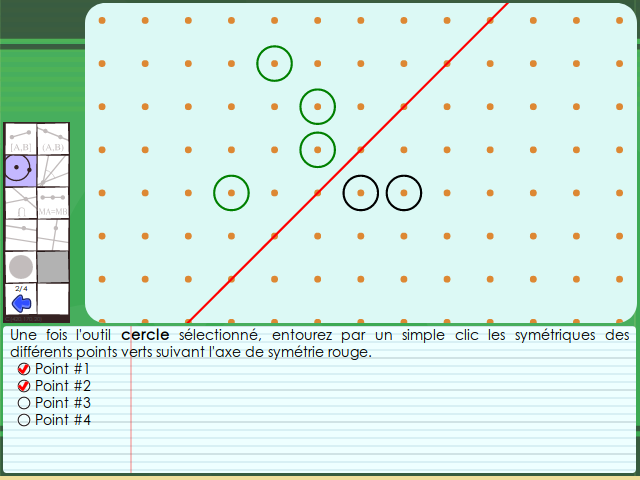 [A,B] (A,B)
MA=MB
2/4
Une fois l'outil cercle sélectionné, entourez par un simple clic les symétriques des
différents points verts suivant l'axe de symétrie rouge.
Point #1
Point #2
Point #3
Point #4